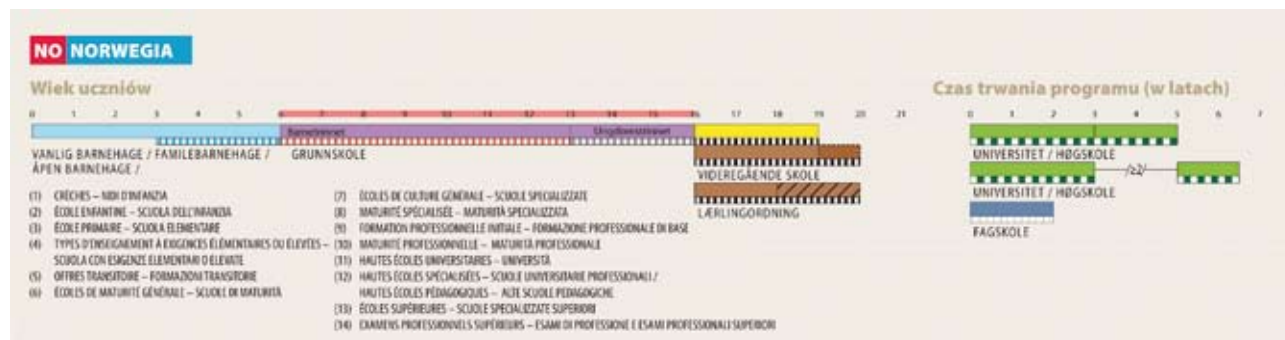 NO NORWEGIA
Wiek uczniów
Czas trwania programu (w latach)
0 1 2 3 4 5 6 7 8 9 10 11 12 13 14 15 16 17 18 19 20 21
0 1 2 3 4 5 6 7
Barnetrinnet
Ungdomstrinnet
VANLIG BARNEHAGE / FAMILEBARNEHAGE /
ÅPEN BARNEHAGE /
GRUNNSKOLE
VIDEREGÅENDE SKOLE
LÆRLINGORDNING
UNIVERSITET / HØGSKOLE
/≥2/
UNIVERSITET / HØGSKOLE
FAGSKOLE
(1) CRÈCHES – NIDI D'INFANZIA
(2) ÉCOLE ENFANTINE – SCUOLA DELL'INFANZIA
(3) ÉCOLE PRIMAIRE – SCUOLA ELEMENTARE
(4) TYPES D'ENSEIGNEMENT À EXIGENCES ÉLÉMENTAIRES OU ÉLEVÉES –
SCUOLA CON ESIGENZE ELEMENTARI O ELEVATE
(5) OFFRES TRANSITOIRE – FORMAZIONI TRANSITORIE
(6) ÉCOLES DE MATURITÉ GÉNÉRALE – SCUOLE DI MATURITÀ
(7) ÉCOLES DE CULTURE GÉNÉRALE – SCUOLE SPECIALIZZATE
(8) MATURITÉ SPÉCIALISÉE – MATURITÀ SPECIALIZZATA
(9) FORMATION PROFESSIONNELLE INITIALE – FORMAZIONE PROFESSIONALE DI BASE
(10) MATURITÉ PROFESSIONNELLE – MATURITÀ PROFESSIONALE
(11) HAUTES ÉCOLES UNIVERSITAIRES – UNIVERSITÀ
(12) HAUTES ÉCOLES SPÉCIALISÉES – SCUOLE UNIVERSITARIE PROFESSIONALI /
HAUTES ÉCOLES PÉDAGOGIQUES – ALTE SCUOLE PEDAGOGICHE
(13) ÉCOLES SUPÉRIEURES – SCUOLE SPECIALIZZATE SUPERIORI
(14) EXAMENS PROFESSIONNELS SUPÉRIEURS – ESAMI DI PROFESSIONE E ESAMI PROFESSIONALI SUPERIORI